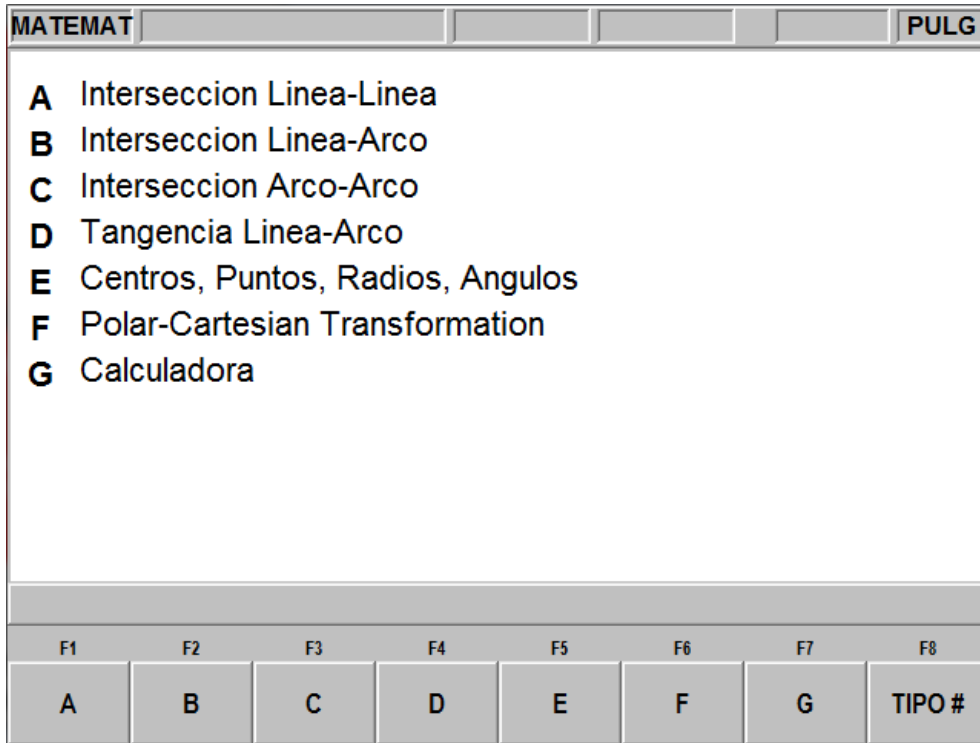 MATEMAT PULG
A Interseccion Linea-Linea
B Interseccion Linea-Arco
C Interseccion Arco-Arco
D Tangencia Linea-Arco
E Centros, Puntos, Radios, Angulos
F Polar-Cartesian Transformation
G Calculadora
F1 F2 F3 F4 F5 F6 F7 F8
A B C D E F G TIPO #